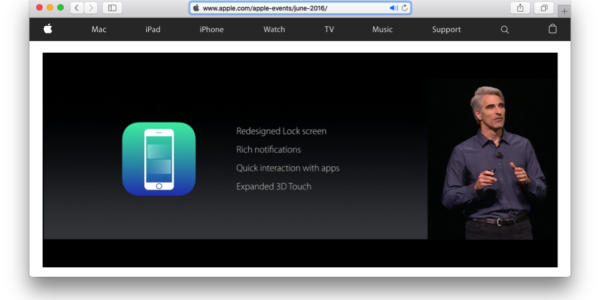 www.apple.com/apple-events/june-2016/
Mac iPad iPhone Watch TV Music Support
Redesigned Lock screen
Rich notifications
Quick interaction with apps
Expanded 3D Touch